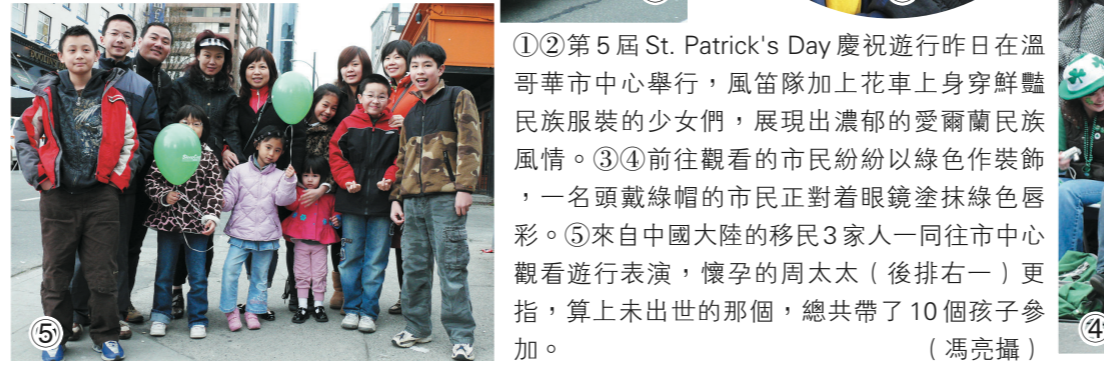 ①②第5屆St. Patrick's Day慶祝遊行昨日在溫
哥華市中心舉行，風笛隊加上花車上身穿鮮豔
民族服裝的少女們，展現出濃郁的愛爾蘭民族
風情。③④前往觀看的市民紛紛以綠色作裝飾
，一名頭戴綠帽的市民正對着眼鏡塗抹綠色唇
彩。⑤來自中國大陸的移民3家人一同往市中心
觀看遊行表演，懷孕的周太太（後排右一）更
指，算上未出世的那個，總共帶了10個孩子參
加。（馮亮攝）
⑤
④